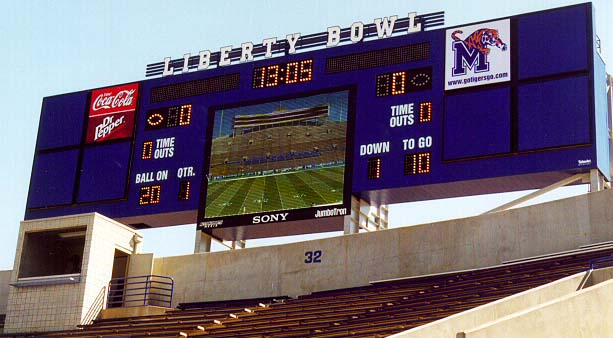 LIBERTY BOWL
13:05
Coca-Cola
Dr Pepper
0
0
TIME OUTS
0
TIME OUTS
0
BALL ON
20
QTR.
1
DOWN
1
TO GO
10
M
www.gotigersgo.com
SONY
JumboTron
32